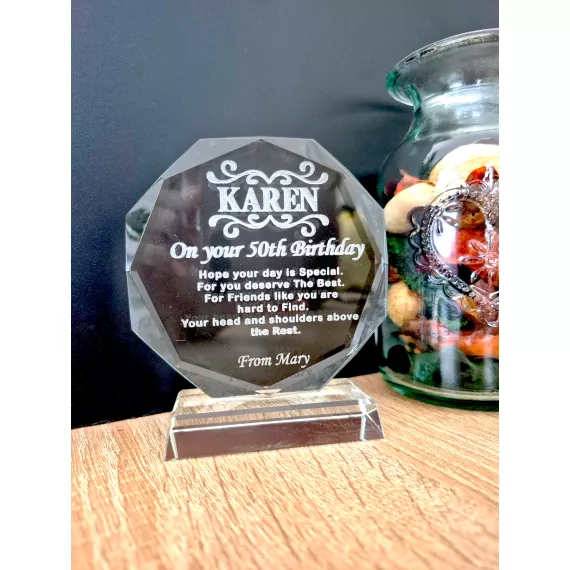 KAREN
On your 50th Birthday
Hope your day is Special.
For you deserve The Best.
For Friends like you are
hard to Find.
Your head and shoulders above
the Rest.
From Mary